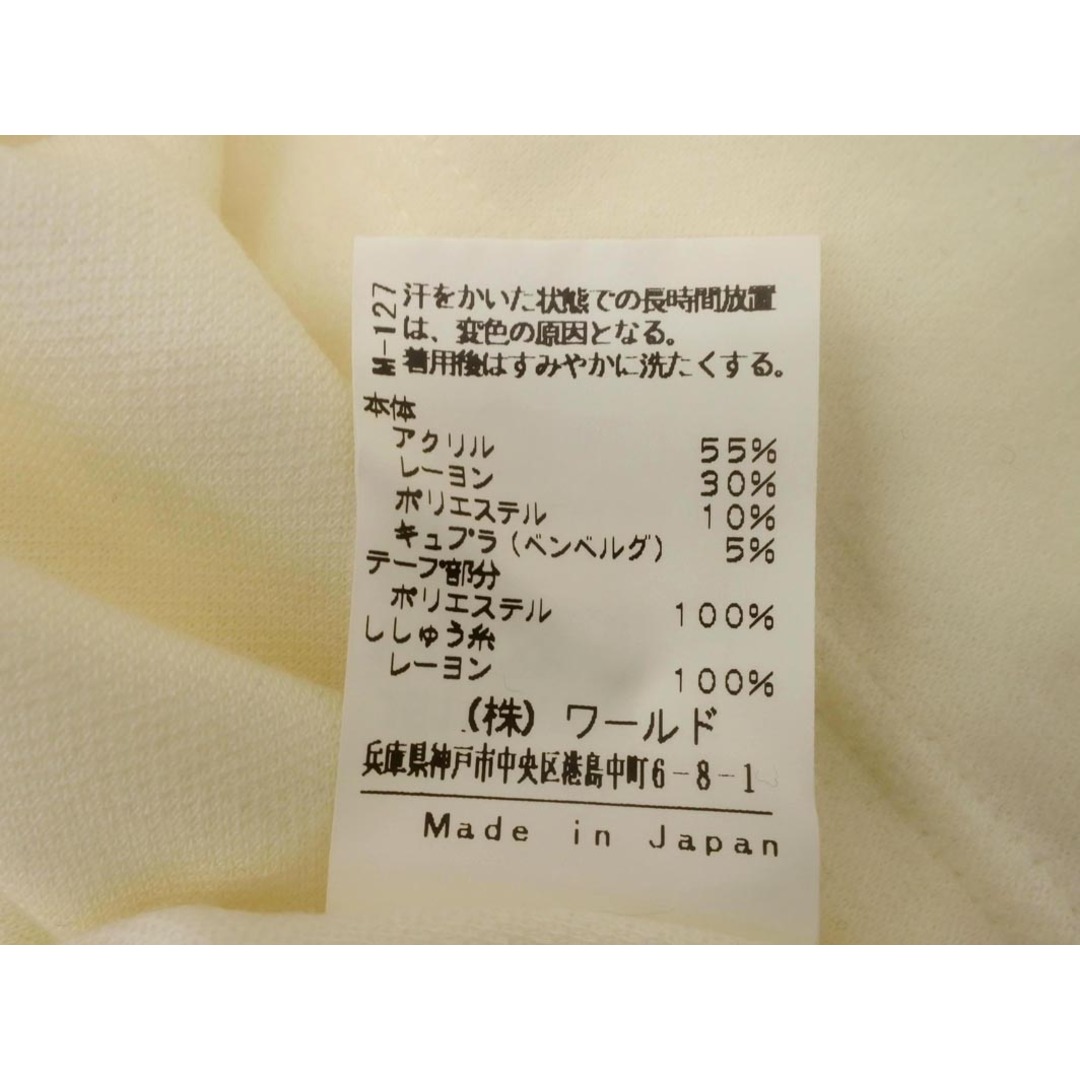 M-127
汗をかいた状態での長時間放置
は、変色の原因となる。
着用後はすみやかに洗たくする。
本体
アクリル 55%
レーヨン 30%
ポリエステル 10%
キュプラ(ベンベルグ) 5%
テープ部分
ポリエステル 100%
ししゅう糸
レーヨン 100%
(株)ワールド
兵庫県神戸市中央区港島中町6-8-1
Made in Japan